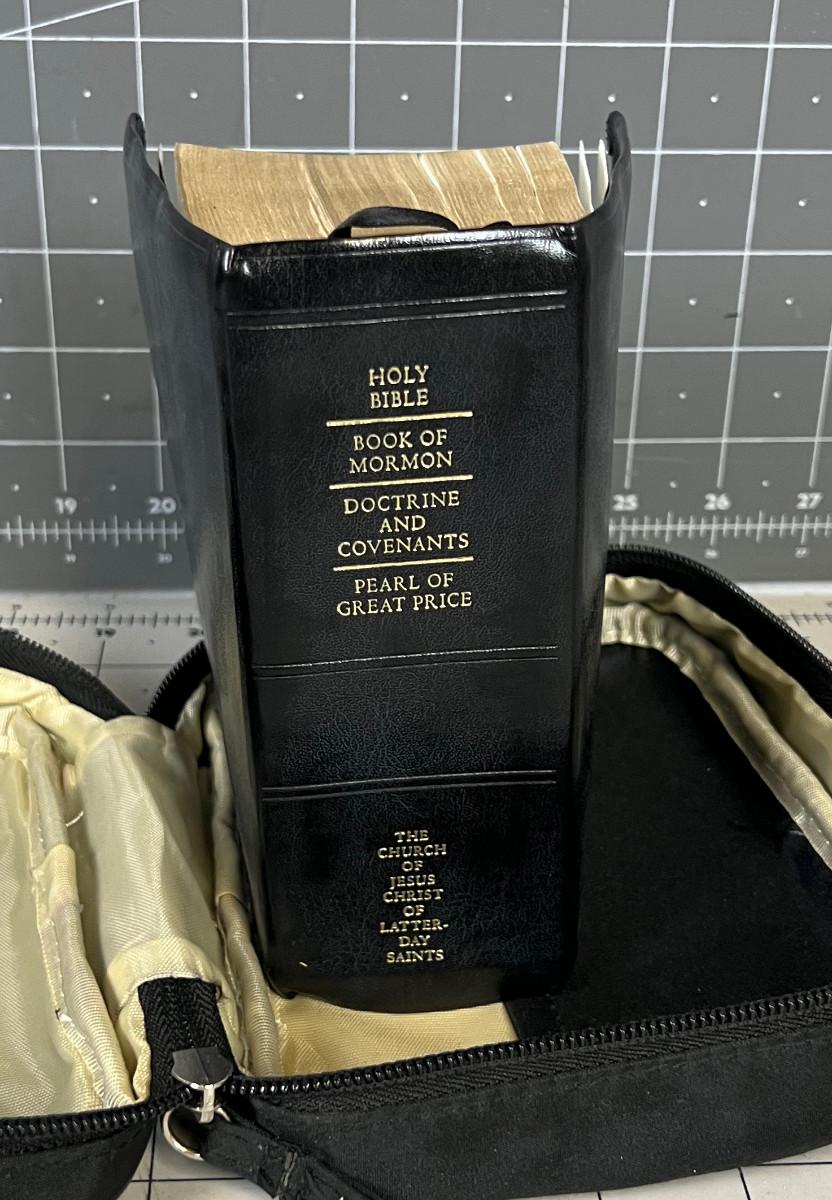 HOLY
BIBLE
BOOK OF
MORMON
DOCTRINE
AND
COVENANTS
PEARL OF
GREAT PRICE
THE
CHURCH
OF
JESUS
CHRIST
OF
LATTER-
DAY
SAINTS
19 20 25 26 27